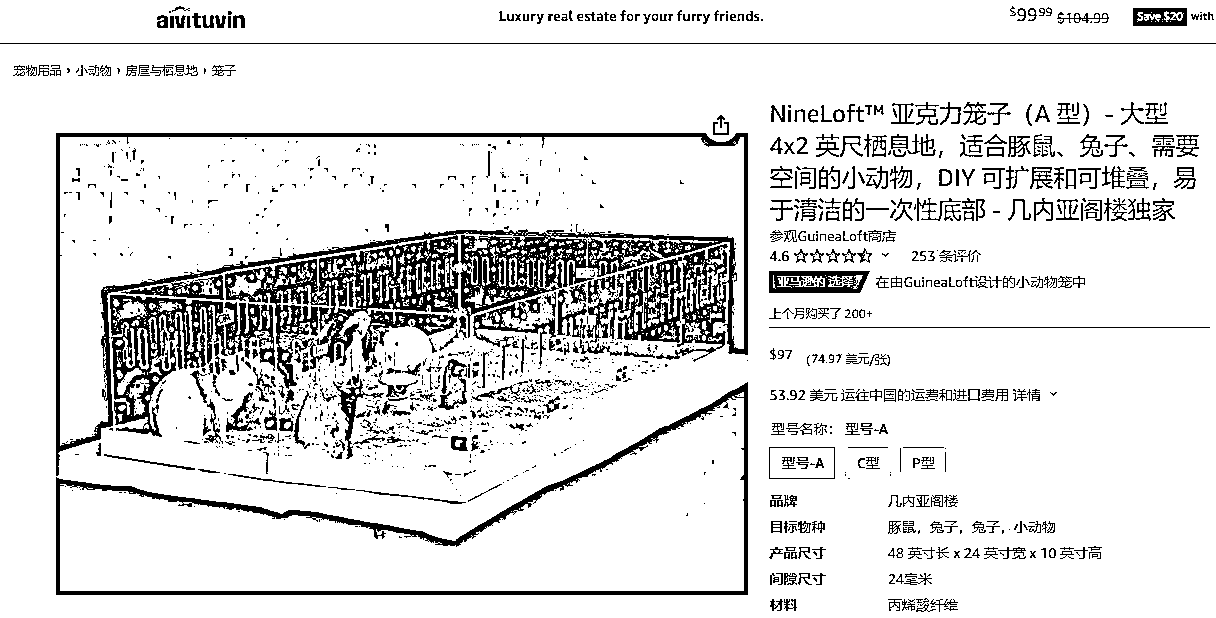 aivituvin
Luxury real estate for your furry friends.
$99⁹⁹ $104.99 Save $20 with
宠物用品 › 小动物 › 房屋与栖息地 › 笼子
NineLoft™ 亚克力笼子（A 型）- 大型
4x2 英尺栖息地，适合豚鼠、兔子、需要
空间的小动物，DIY 可扩展和可堆叠，易
于清洁的一次性底部 - 几内亚阁楼独家
参观GuineaLoft商店
4.6 253 条评价
亚马逊的 选择 在由GuineaLoft设计的小动物笼中
上个月购买了 200+
$97 (74.97 美元/张)
53.92 美元 运往中国的运费和进口费用 详情
型号名称： 型号-A
型号-A C型 P型
品牌 几内亚阁楼
目标物种 豚鼠，兔子，兔子，小动物
产品尺寸 48 英寸长 x 24 英寸宽 x 10 英寸高
间隙尺寸 24毫米
材料 丙烯酸纤维